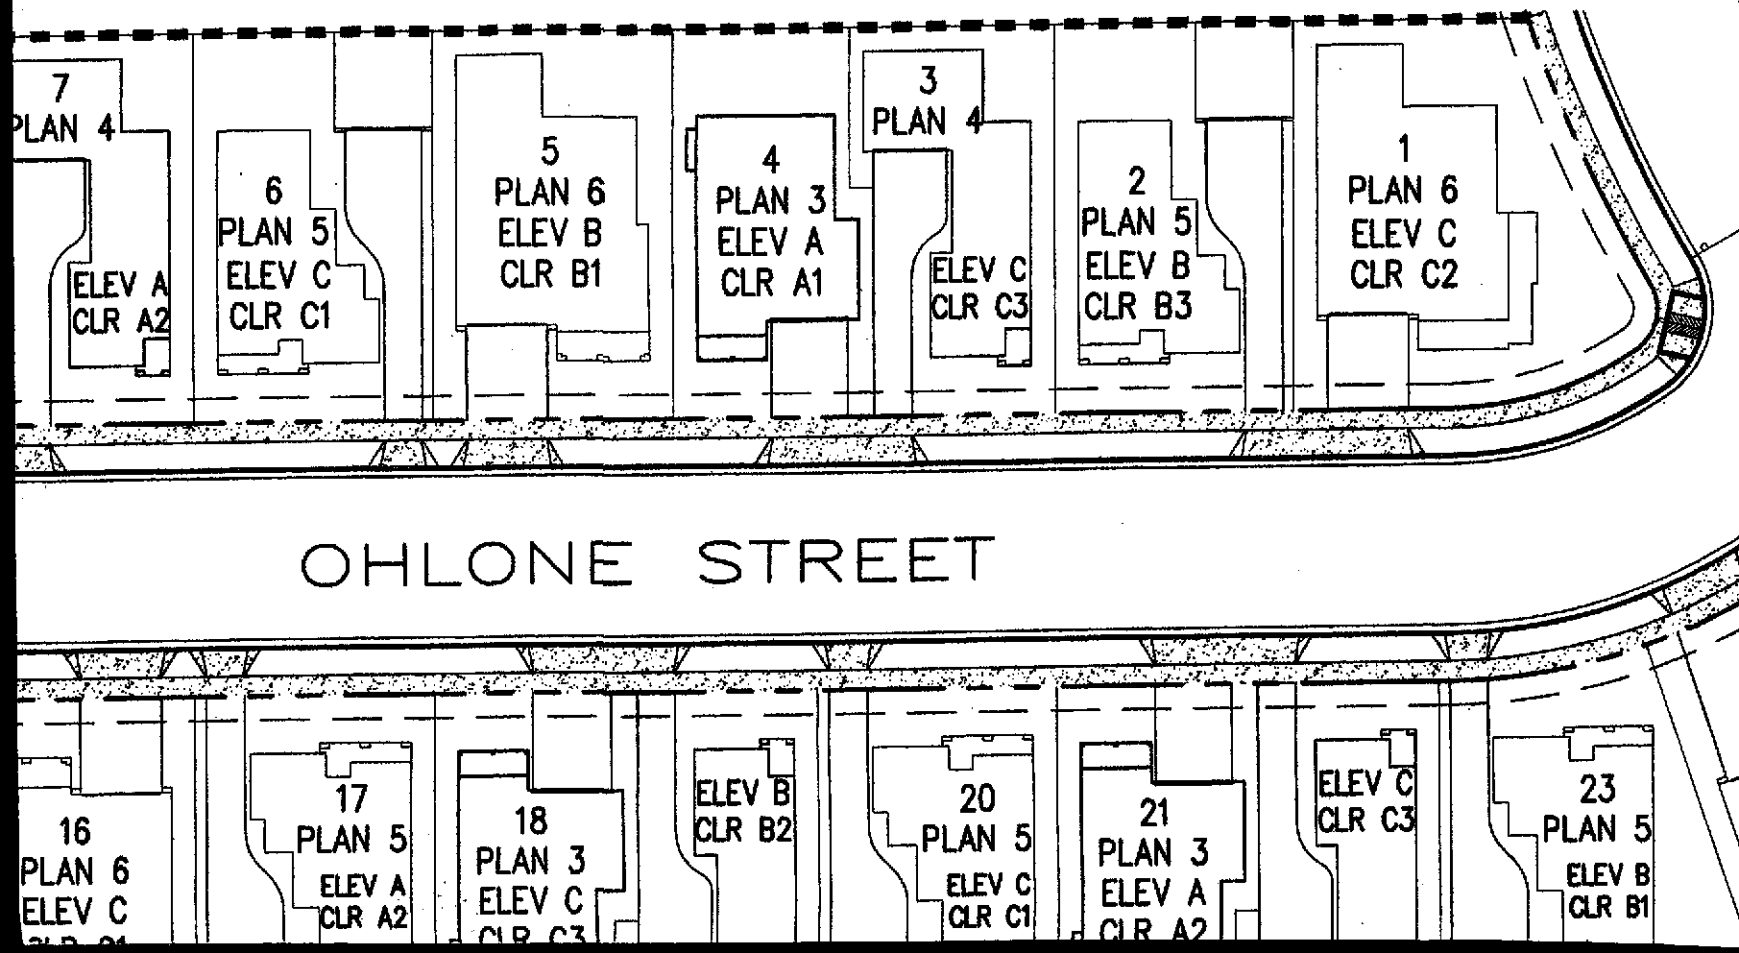 7
PLAN 4
ELEV A
CLR A2
6
PLAN 5
ELEV C
CLR C1
5
PLAN 6
ELEV B
CLR B1
4
PLAN 3
ELEV A
CLR A1
3
PLAN 4
ELEV C
CLR C3
2
PLAN 5
ELEV B
CLR B3
1
PLAN 6
ELEV C
CLR C2
OHLONE STREET
16
PLAN 6
ELEV C
17
PLAN 5
ELEV A
CLR A2
18
PLAN 3
ELEV C
CLR C3
ELEV B
CLR B2
20
PLAN 5
ELEV C
CLR C1
21
PLAN 3
ELEV A
CLR A2
ELEV C
CLR C3
23
PLAN 5
ELEV B
CLR B1